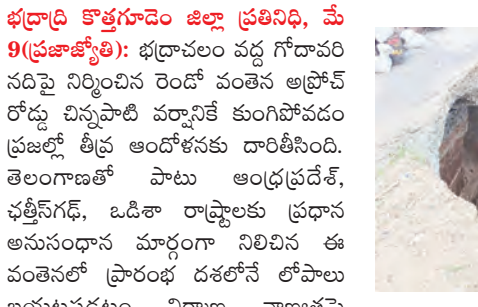 భద్రాద్రి కొత్తగూడెం జిల్లా ప్రతినిధి, మే
9(ప్రజాజ్యోతి): భద్రాచలం వద్ద గోదావరి
నదిపై నిర్మించిన రెండో వంతెన అప్రోచ్
రోడ్డు చిన్నపాటి వర్షానికే కుంగిపోవడం
ప్రజల్లో తీవ్ర ఆందోళనకు దారితీసింది.
తెలంగాణతో పాటు ఆంధ్రప్రదేశ్,
ఛత్తీస్‌గఢ్, ఒడిశా రాష్ట్రాలకు ప్రధాన
అనుసంధాన మార్గంగా నిలిచిన ఈ
వంతెనలో ప్రారంభ దశలోనే లోపాలు